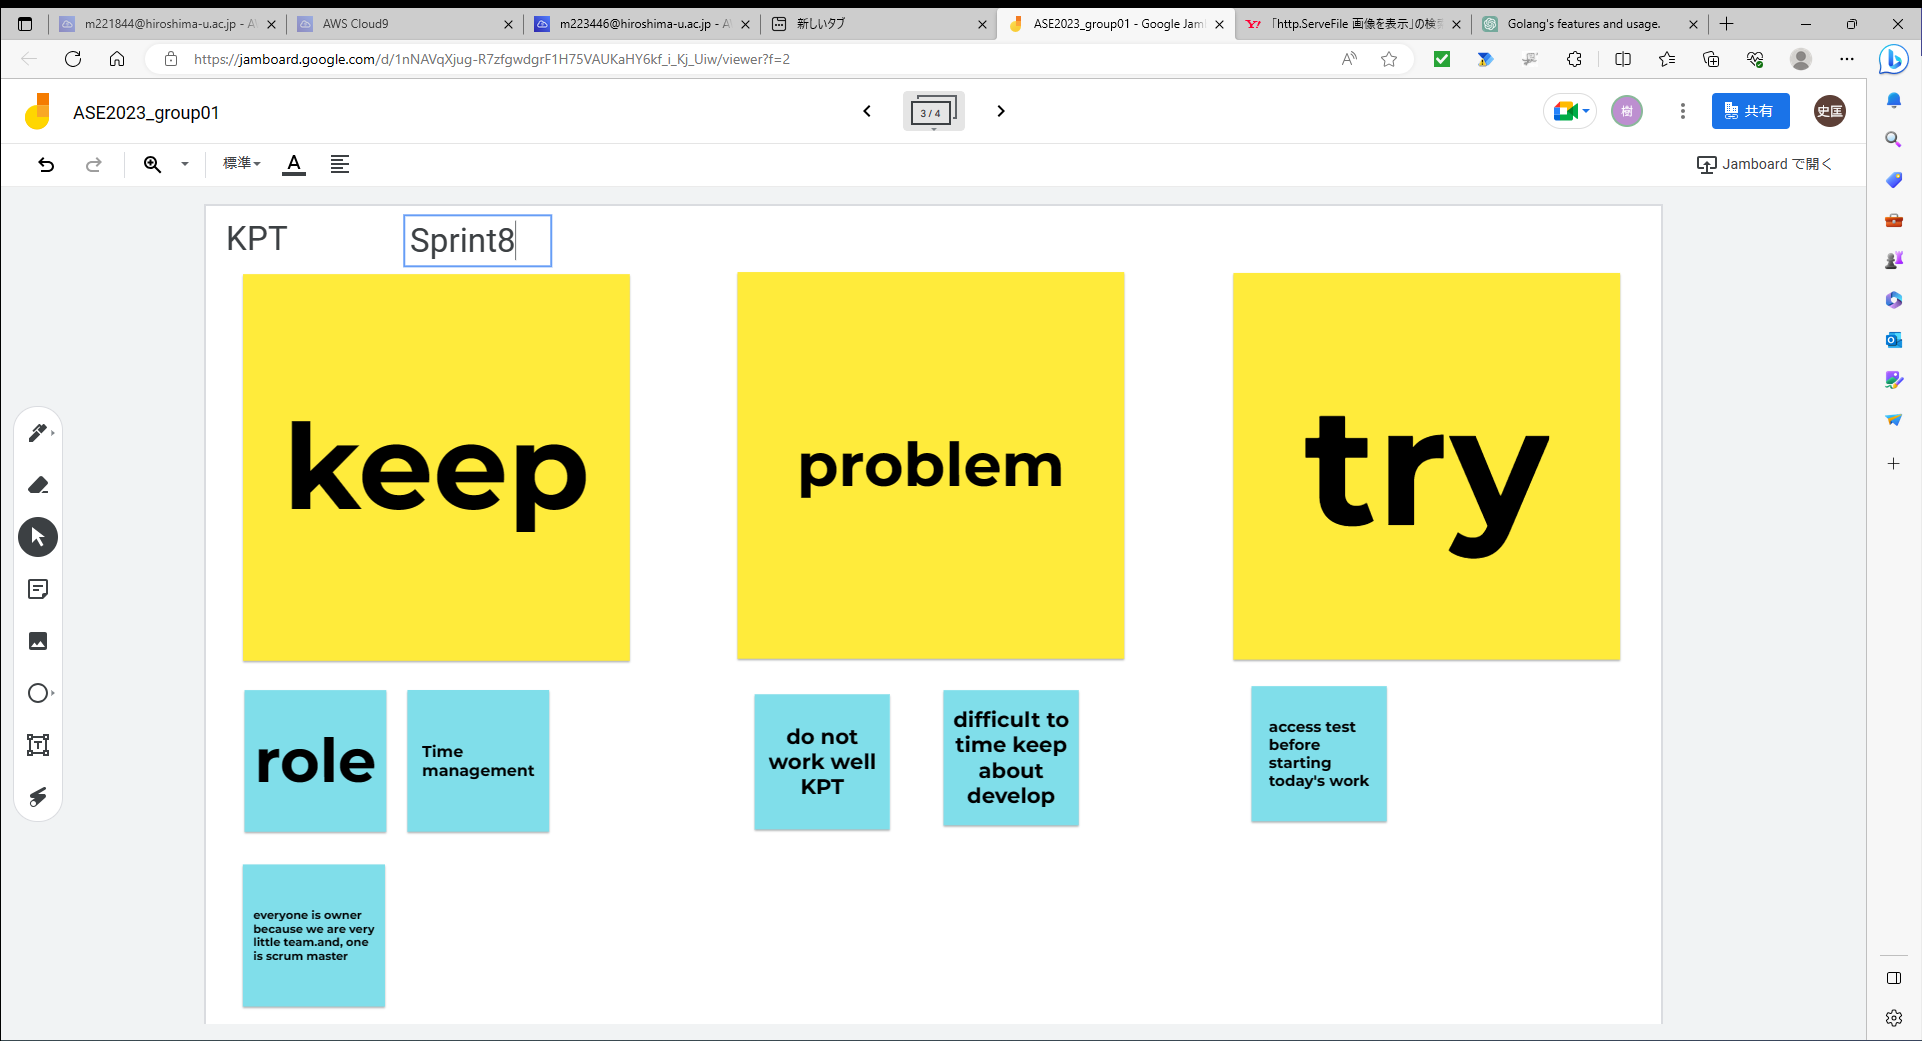 m221844@hiroshima-u.ac.jp - AW
AWS Cloud9
m223446@hiroshima-u.ac.jp - A
新しいタブ
ASE2023_group01 - Google Jam
「http.ServeFile 画像を表示」の検
Golang's features and usage.
https://jamboard.google.com/d/1nNAVqXjug-R7zfgwdgrF1H75VAUKaHY6kf_i_Kj_Uiw/viewer?f=2
ASE2023_group01
3 / 4
樹
共有
史匡
標準
Jamboard で開く
KPT
Sprint8
keep
problem
try
role
Time
management
do not
work well
KPT
difficult to
time keep
about
develop
access test
before
starting
today's work
everyone is owner
because we are very
little team.and, one
is scrum master